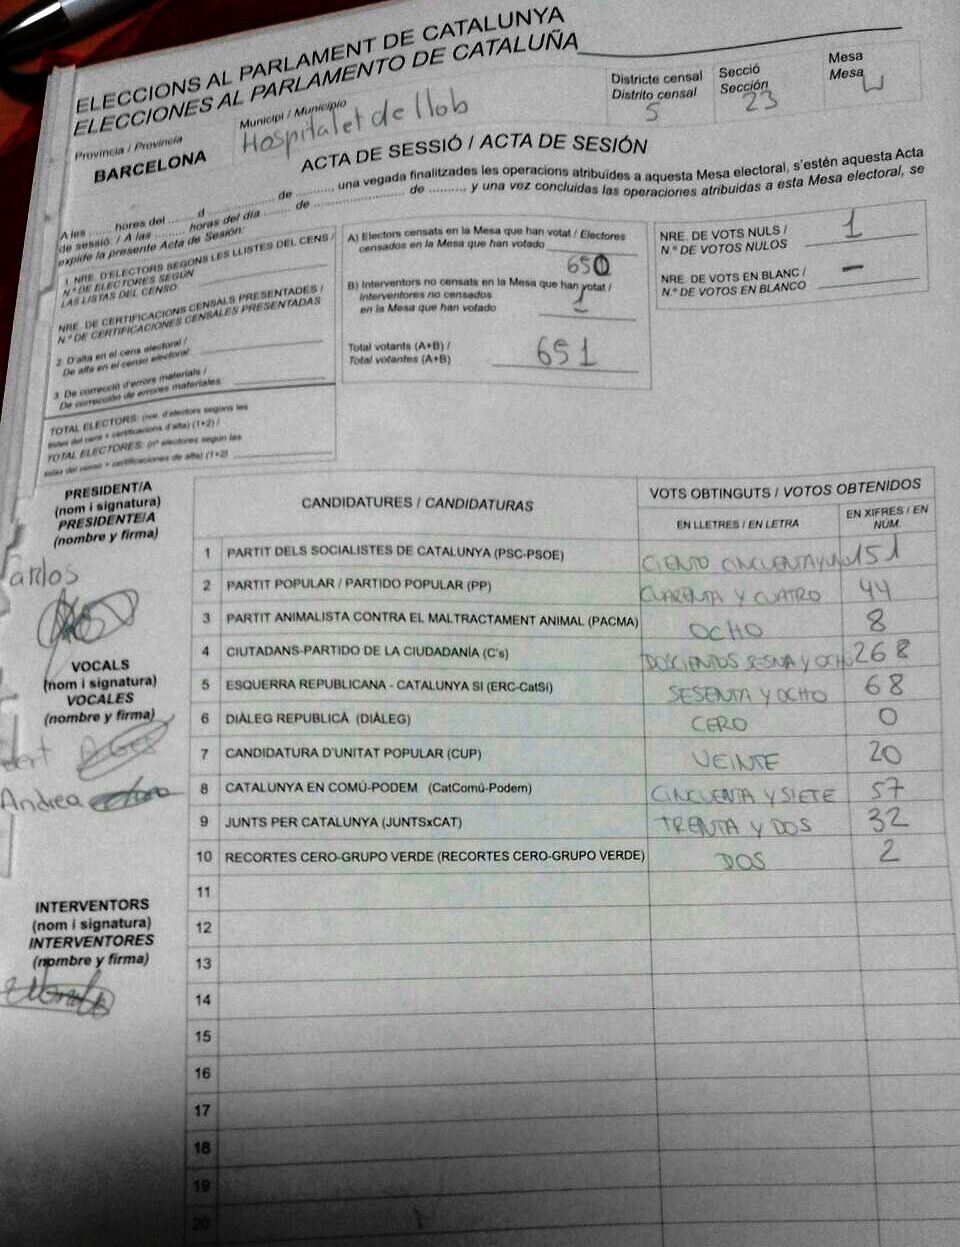 ELECCIONS AL PARLAMENT DE CATALUNYA
ELECCIONES AL PARLAMENTO DE CATALUÑA
Provincia / Provincia
BARCELONA
Municipi / Municipio
Hospitalet de llob
Districte censal
Distrito censal
5
Secció
Sección
23
Mesa
Mesa
U
ACTA DE SESSIÓ / ACTA DE SESIÓN
A les ...... hores del ....... d .................. de .........., una vegada finalitzades les operacions atribuides a aquesta Mesa electoral, s'estén aquesta Acta
de sessió. / A las ........ horas del día ....... de .................. de .........., y una vez concluidas las operaciones atribuidas a esta Mesa electoral, se
expide la presente Acta de Sesión:
1. NRE. D'ELECTORS SEGONS LES LLISTES DEL CENS /
N.º DE ELECTORES SEGÚN
LAS LISTAS DEL CENSO
NRE. DE CERTIFICACIONS CENSALS PRESENTADES /
N.º DE CERTIFICACIONES CENSALES PRESENTADAS
2. D'alta en el cens electoral /
De alta en el censo electoral
3. De correcció d'errors materials /
De corrección de errores materiales
TOTAL ELECTORS: (nre. d'electors segons les
llistes del cens + certificacions d'alta) (1+2) /
TOTAL ELECTORES: (nº electores según las
listas del censo + certificaciones de alta) (1+2)
A) Electors censats en la Mesa que han votat / Electores
censados en la Mesa que han votado
650
B) Interventors no censats en la Mesa que han votat /
Interventores no censados
en la Mesa que han votado
1
Total votants (A+B) /
Total votantes (A+B)
651
NRE. DE VOTS NULS /
N.º DE VOTOS NULOS
1
NRE. DE VOTS EN BLANC /
N.º DE VOTOS EN BLANCO
—
PRESIDENT/A
(nom i signatura)
PRESIDENTE/A
(nombre y firma)
Carlos
VOCALS
(nom i signatura)
VOCALES
(nombre y firma)
Andrea
INTERVENTORS
(nom i signatura)
INTERVENTORES
(nombre y firma)
CANDIDATURES / CANDIDATURAS
VOTS OBTINGUTS / VOTOS OBTENIDOS
EN LLETRES / EN LETRA
EN XIFRES / EN NÚM.
1 PARTIT DELS SOCIALISTES DE CATALUNYA (PSC-PSOE) CIENTO CINCUENTAYUN 151
2 PARTIT POPULAR / PARTIDO POPULAR (PP) CUARENTA Y CUATRO 44
3 PARTIT ANIMALISTA CONTRA EL MALTRACTAMENT ANIMAL (PACMA) OCHO 8
4 CIUTADANS-PARTIDO DE LA CIUDADANÍA (C's) DOSCIENTOS SESNA Y OCHO 268
5 ESQUERRA REPUBLICANA - CATALUNYA SI (ERC-CatSí) SESENTA Y OCHO 68
6 DIÀLEG REPUBLICÀ (DIÀLEG) CERO 0
7 CANDIDATURA D'UNITAT POPULAR (CUP) VEINTE 20
8 CATALUNYA EN COMÚ-PODEM (CatComú-Podem) CINCUENTA Y SIETE 57
9 JUNTS PER CATALUNYA (JUNTSxCAT) TRENTA Y DOS 32
10 RECORTES CERO-GRUPO VERDE (RECORTES CERO-GRUPO VERDE) DOS 2
11
12
13
14
15
16
17
18
19
20